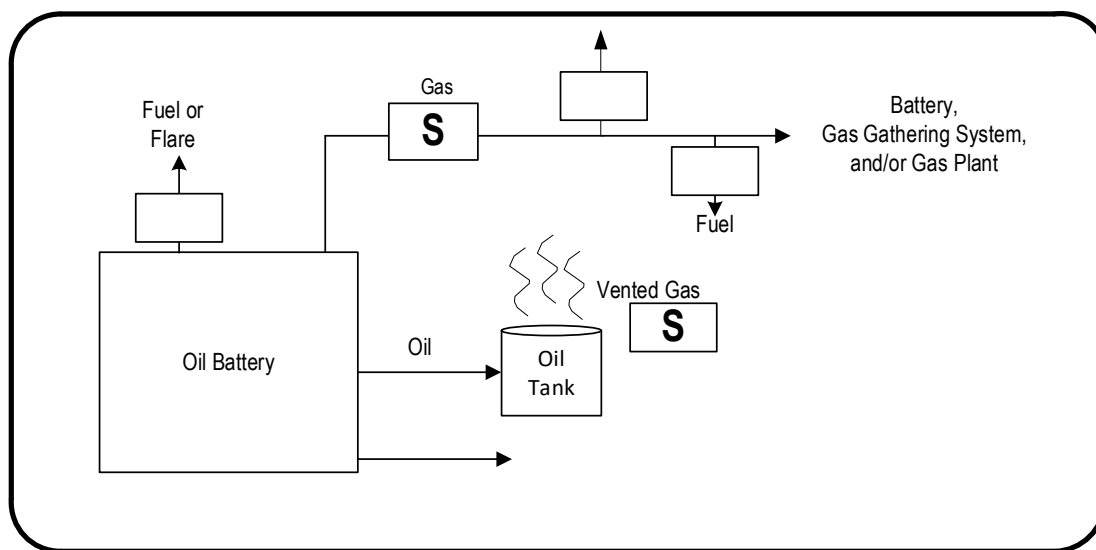 Gas
S
Fuel or
Flare
Battery,
Gas Gathering System,
and/or Gas Plant
Fuel
Vented Gas
S
Oil Battery
Oil
Oil
Tank